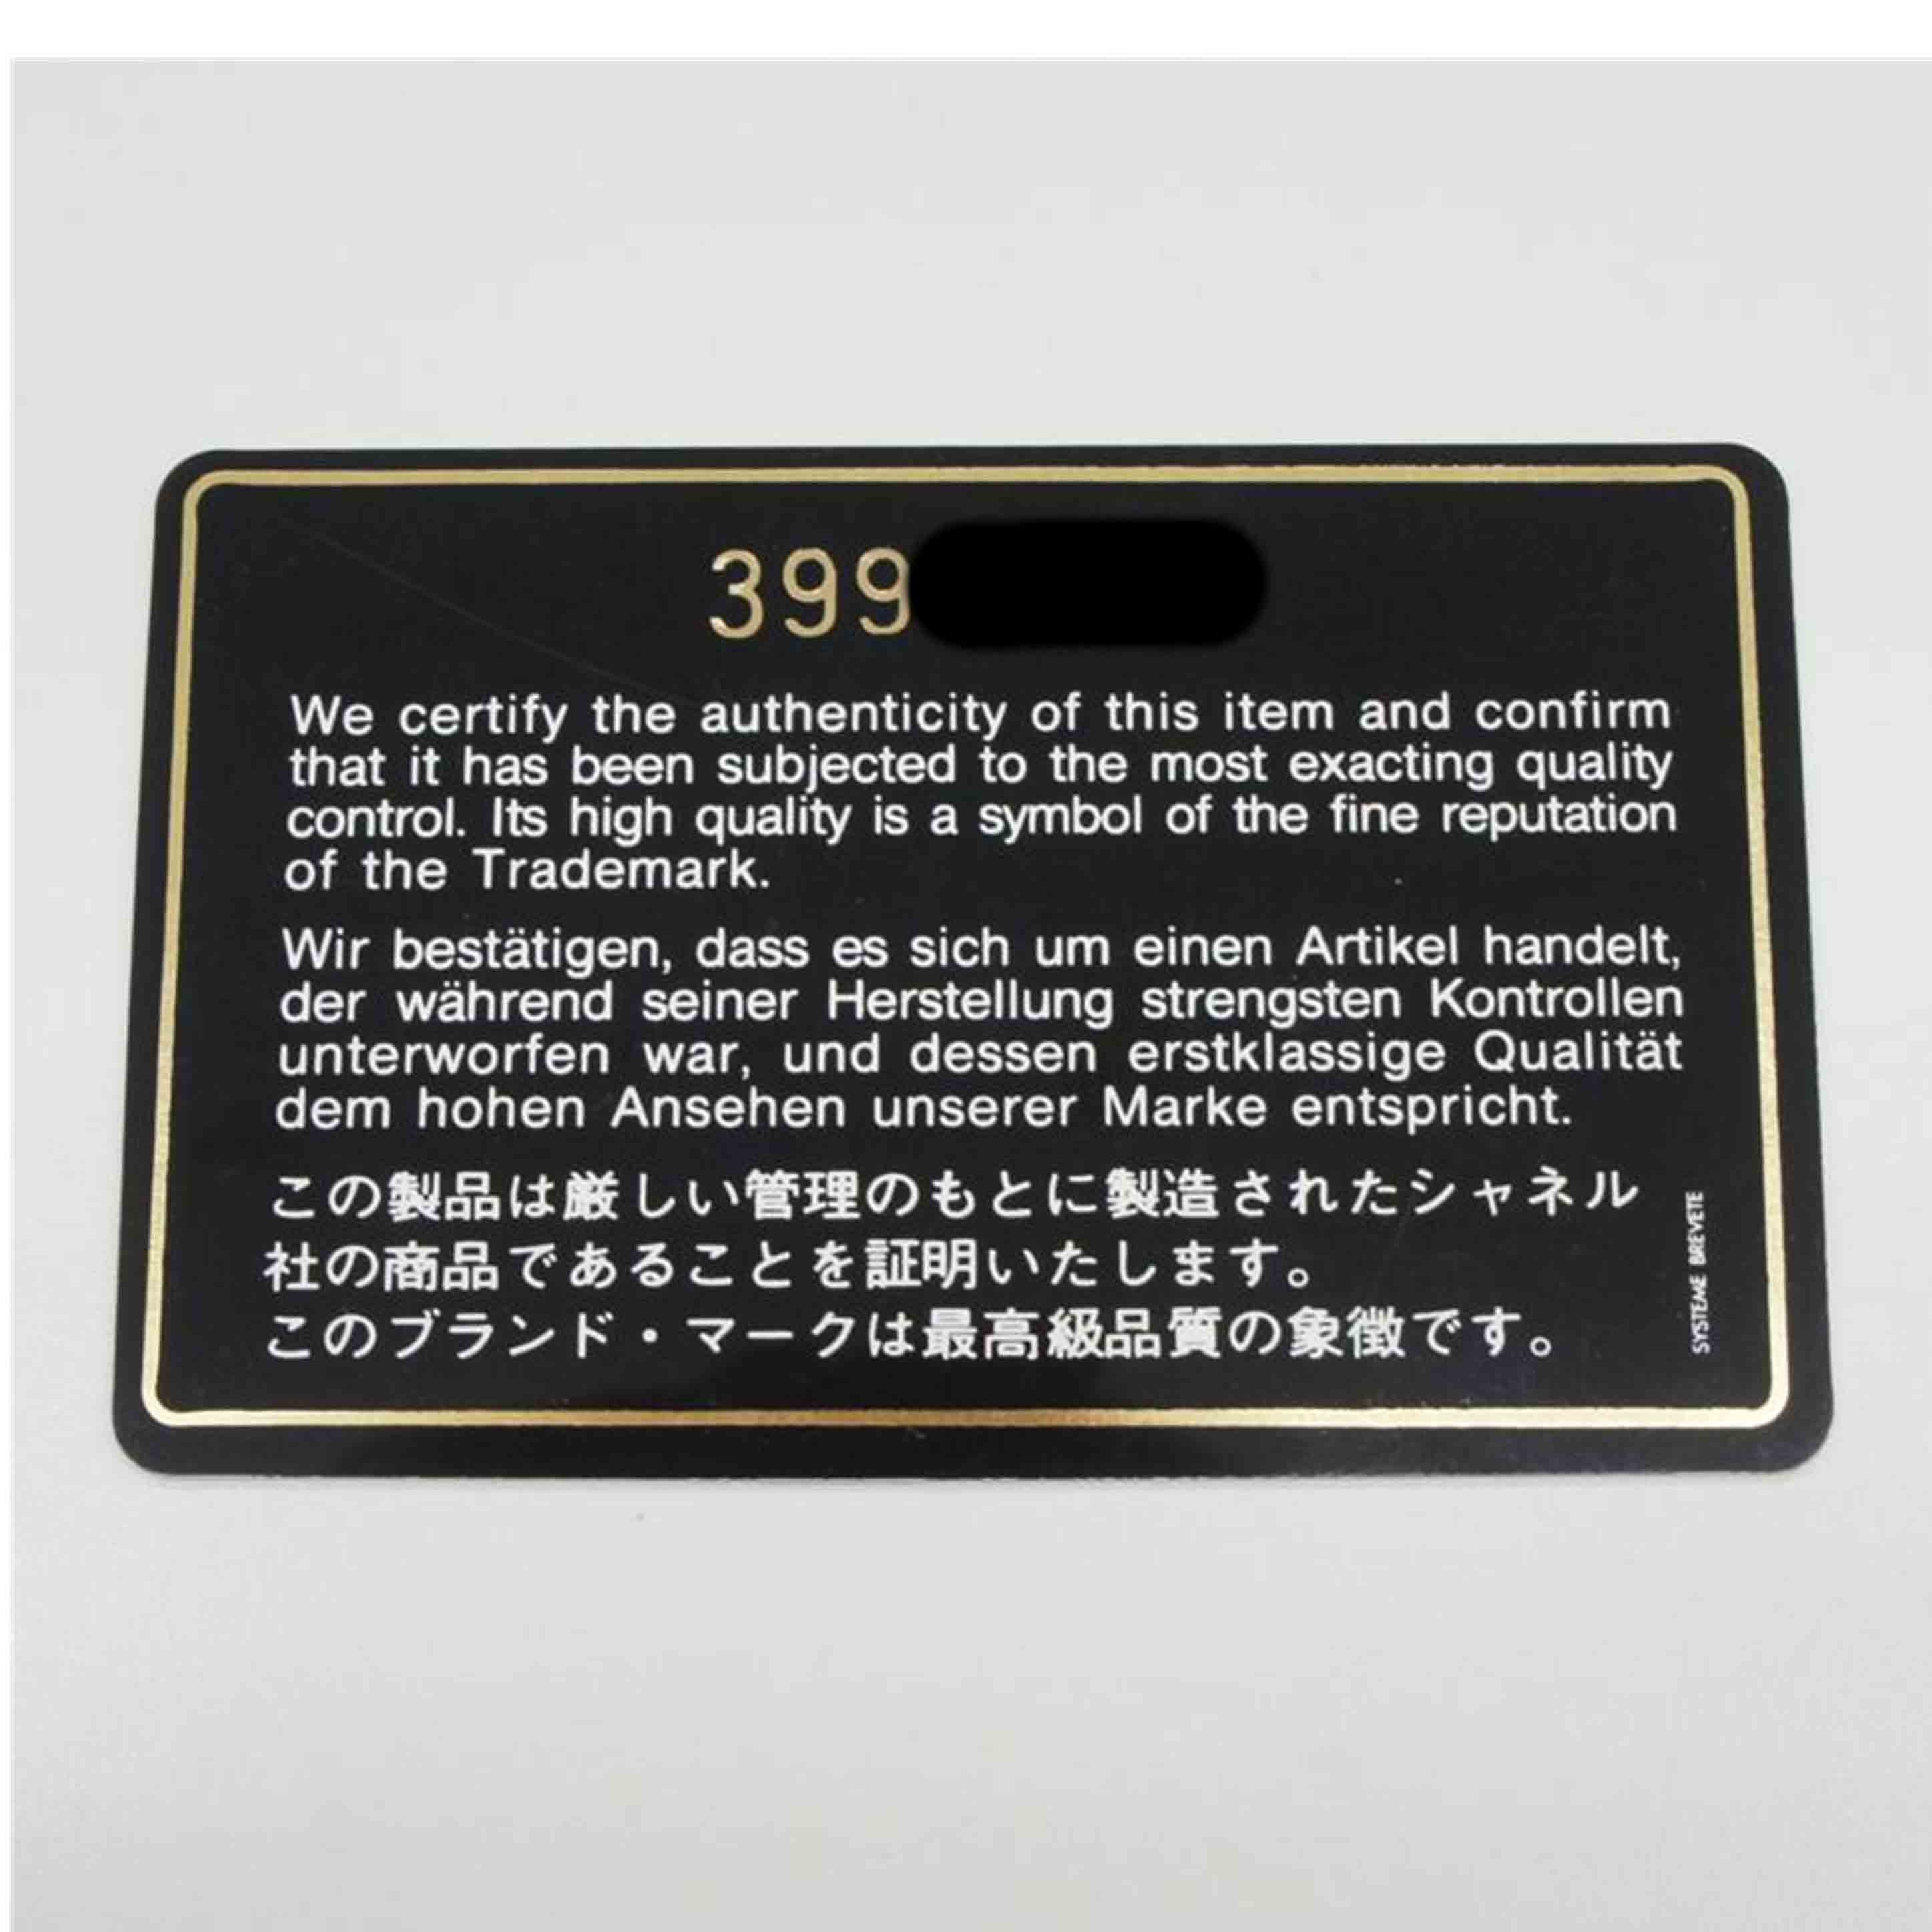 399
We certify the authenticity of this item and confirm
that it has been subjected to the most exacting quality
control. Its high quality is a symbol of the fine reputation
of the Trademark.
Wir bestätigen, dass es sich um einen Artikel handelt,
der während seiner Herstellung strengsten Kontrollen
unterworfen war, und dessen erstklassige Qualität
dem hohen Ansehen unserer Marke entspricht.
この製品は厳しい管理のもとに製造されたシャネル
社の商品であることを証明いたします。
このブランド・マークは最高級品質の象徴です。
SYSTEME BREVETE